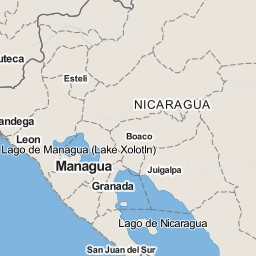 uteca
Esteli
NICARAGUA
andega
Leon
Boaco
Lago de Managua (Lake Xolotln)
Managua
Juigalpa
Granada
Lago de Nicaragua
San Juan del Sur